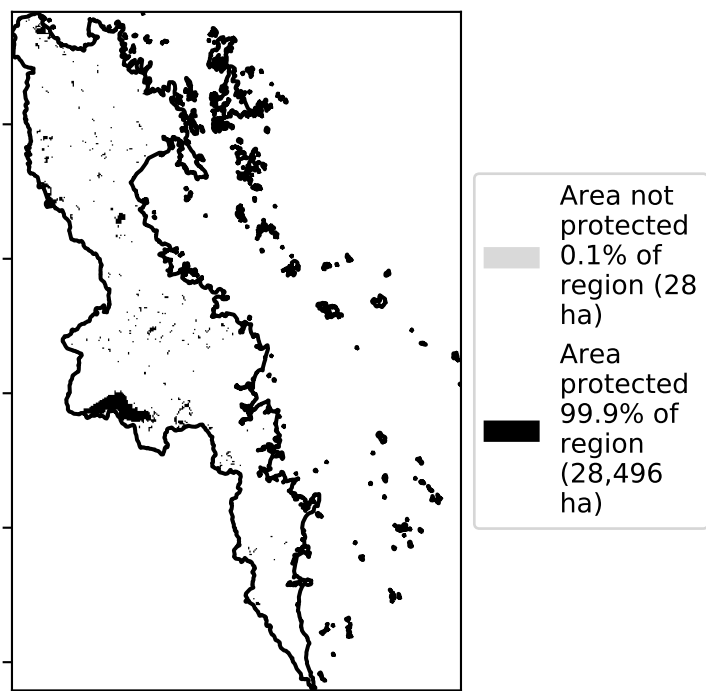 Area not
protected
0.1% of
region (28
ha)
Area
protected
99.9% of
region
(28,496
ha)